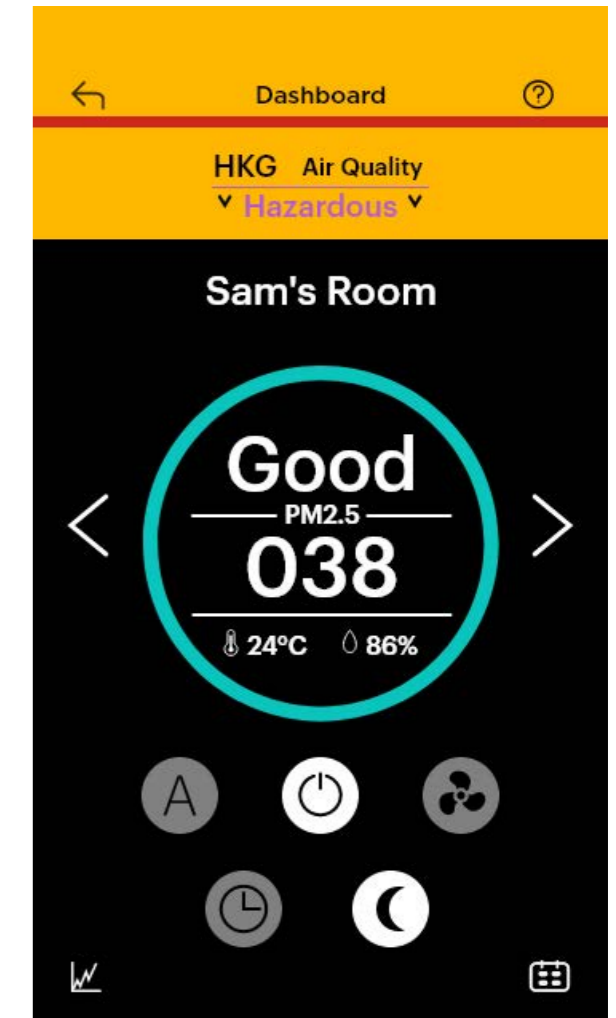 Dashboard ?
HKG Air Quality
Hazardous
Sam's Room
Good
PM2.5
038
24°C 86%
A